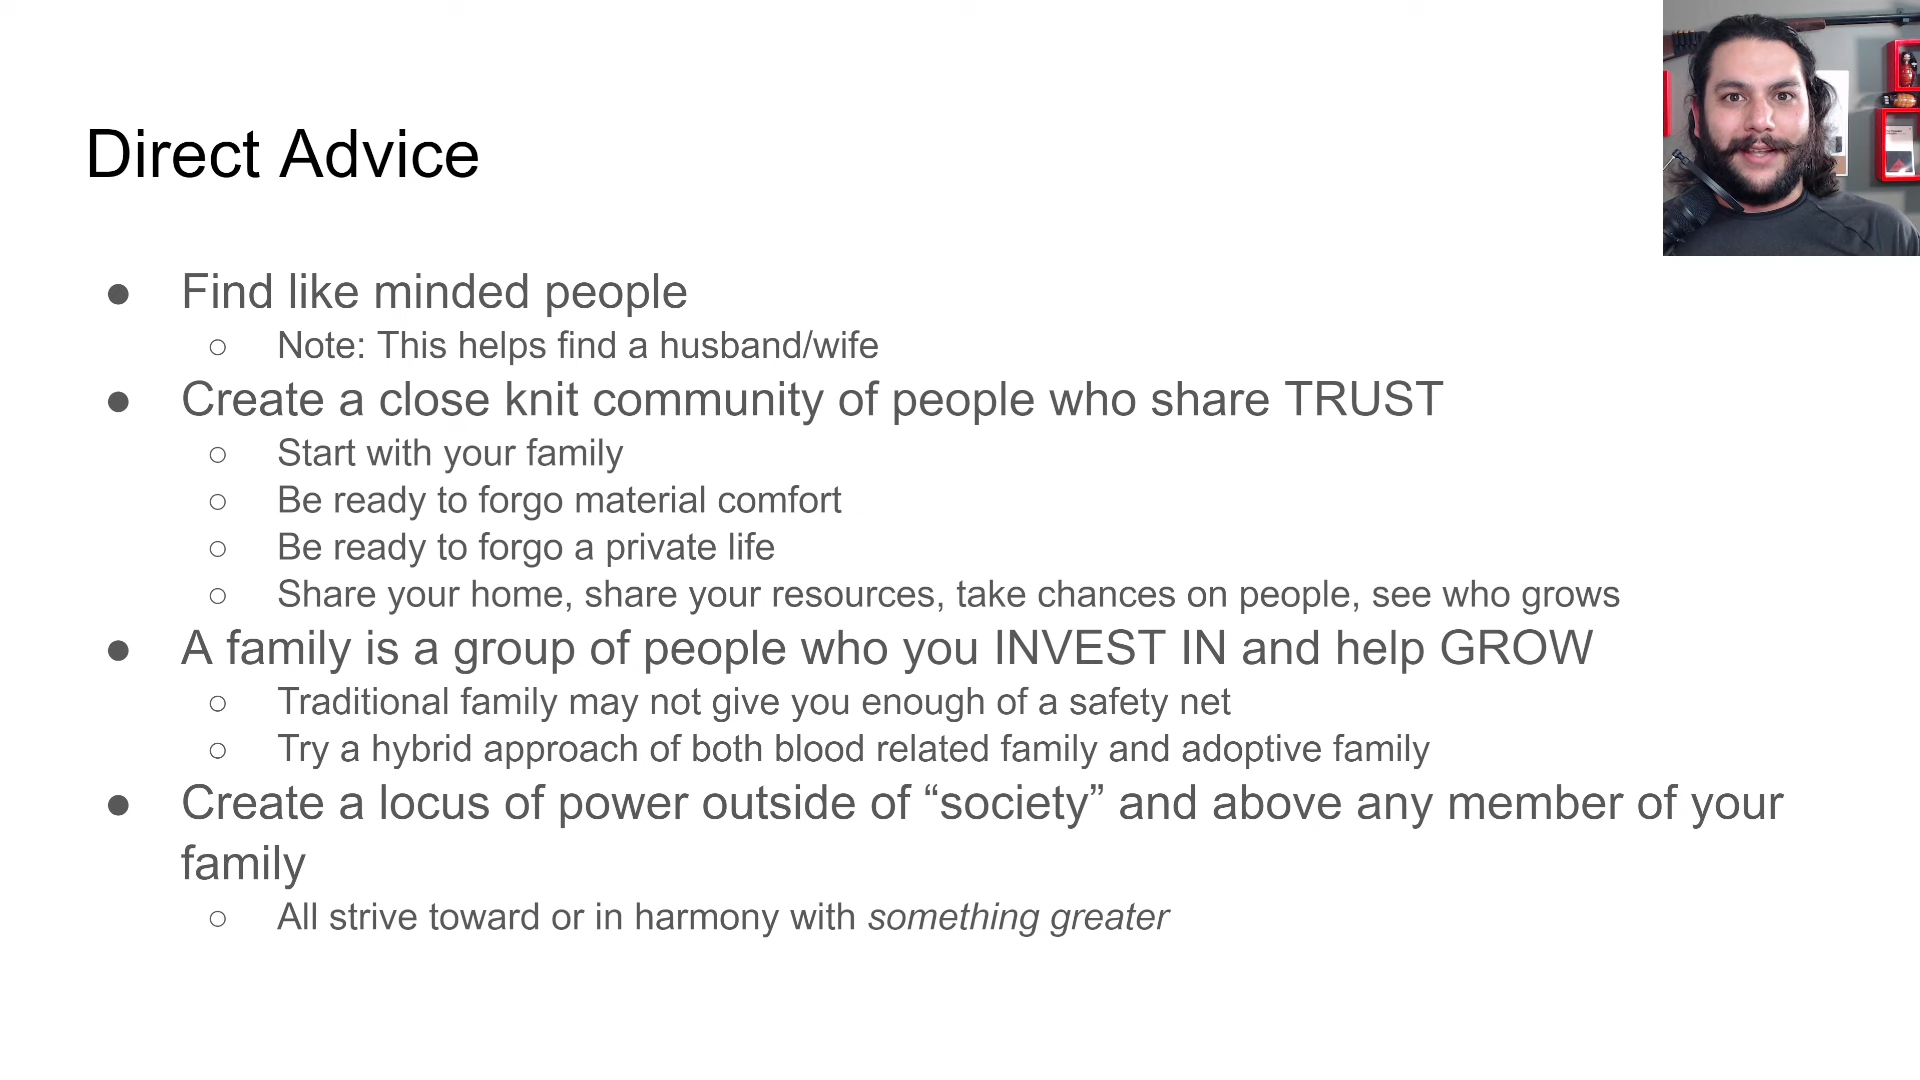 Direct Advice
● Find like minded people
○ Note: This helps find a husband/wife
● Create a close knit community of people who share TRUST
○ Start with your family
○ Be ready to forgo material comfort
○ Be ready to forgo a private life
○ Share your home, share your resources, take chances on people, see who grows
● A family is a group of people who you INVEST IN and help GROW
○ Traditional family may not give you enough of a safety net
○ Try a hybrid approach of both blood related family and adoptive family
● Create a locus of power outside of “society” and above any member of your
family
○ All strive toward or in harmony with something greater